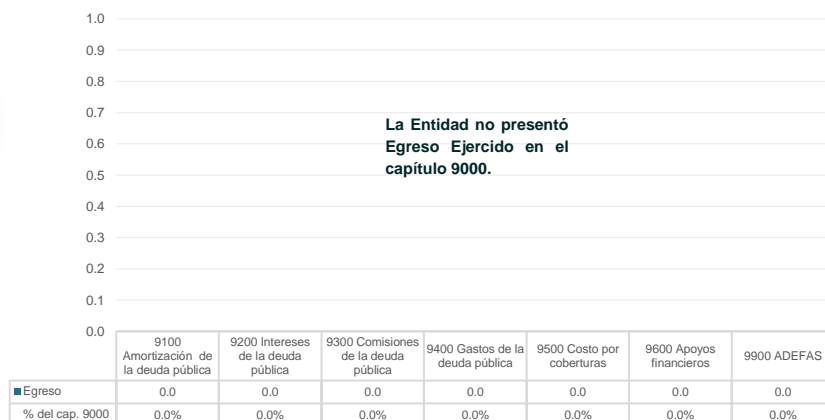 1.0
0.9
0.8
0.7
La Entidad no presentó
0.6
Egreso Ejercido en el
capítulo 9000.
0.5
0.4
0.3
0.2
0.1
0.0
9100 Amortización de la deuda pública
9200 Intereses de la deuda pública
9300 Comisiones de la deuda pública
9400 Gastos de la deuda pública
9500 Costo por coberturas
9600 Apoyos financieros
9900 ADEFAS
Egreso 0.0 0.0 0.0 0.0 0.0 0.0 0.0
% del cap. 9000 0.0% 0.0% 0.0% 0.0% 0.0% 0.0% 0.0%